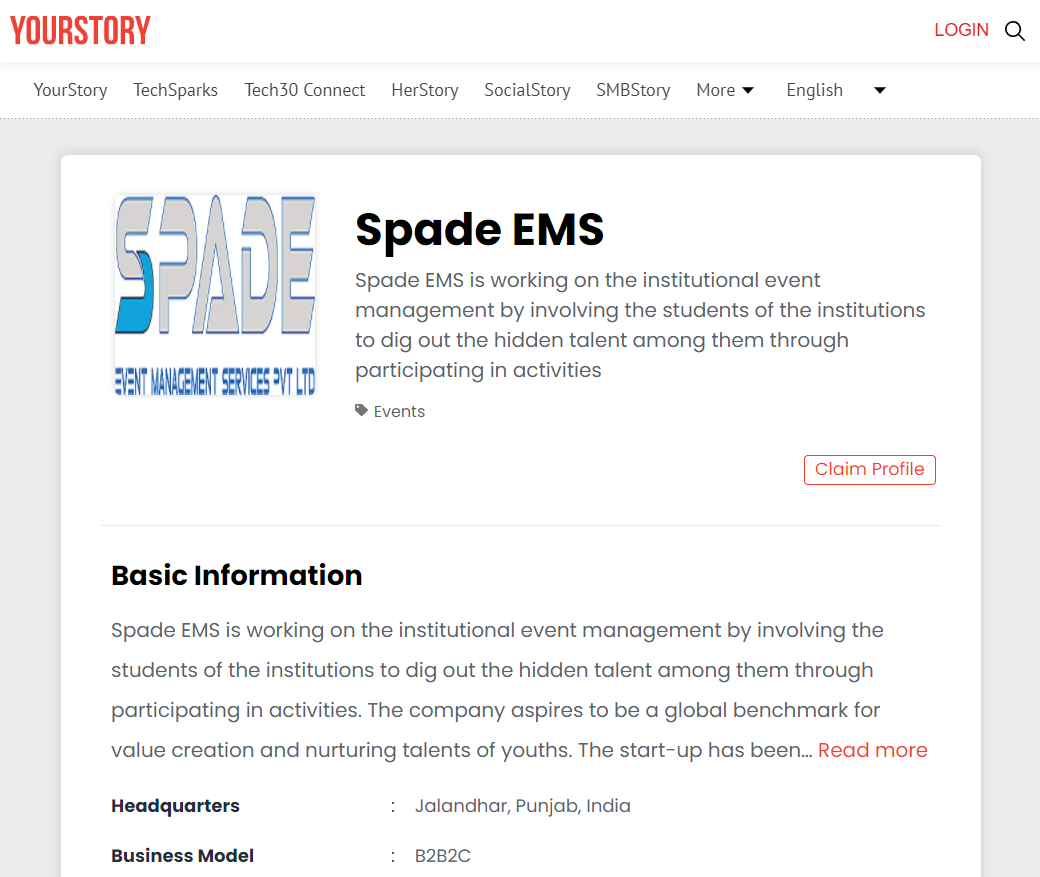 YOURSTORY
LOGIN
YourStory TechSparks Tech30 Connect HerStory SocialStory SMBStory More English
SPADE
EVENT MANAGEMENT SERVICES PVT LTD
Spade EMS
Spade EMS is working on the institutional event
management by involving the students of the institutions
to dig out the hidden talent among them through
participating in activities
Events
Claim Profile
Basic Information
Spade EMS is working on the institutional event management by involving the
students of the institutions to dig out the hidden talent among them through
participating in activities. The company aspires to be a global benchmark for
value creation and nurturing talents of youths. The start-up has been... Read more
Headquarters : Jalandhar, Punjab, India
Business Model : B2B2C